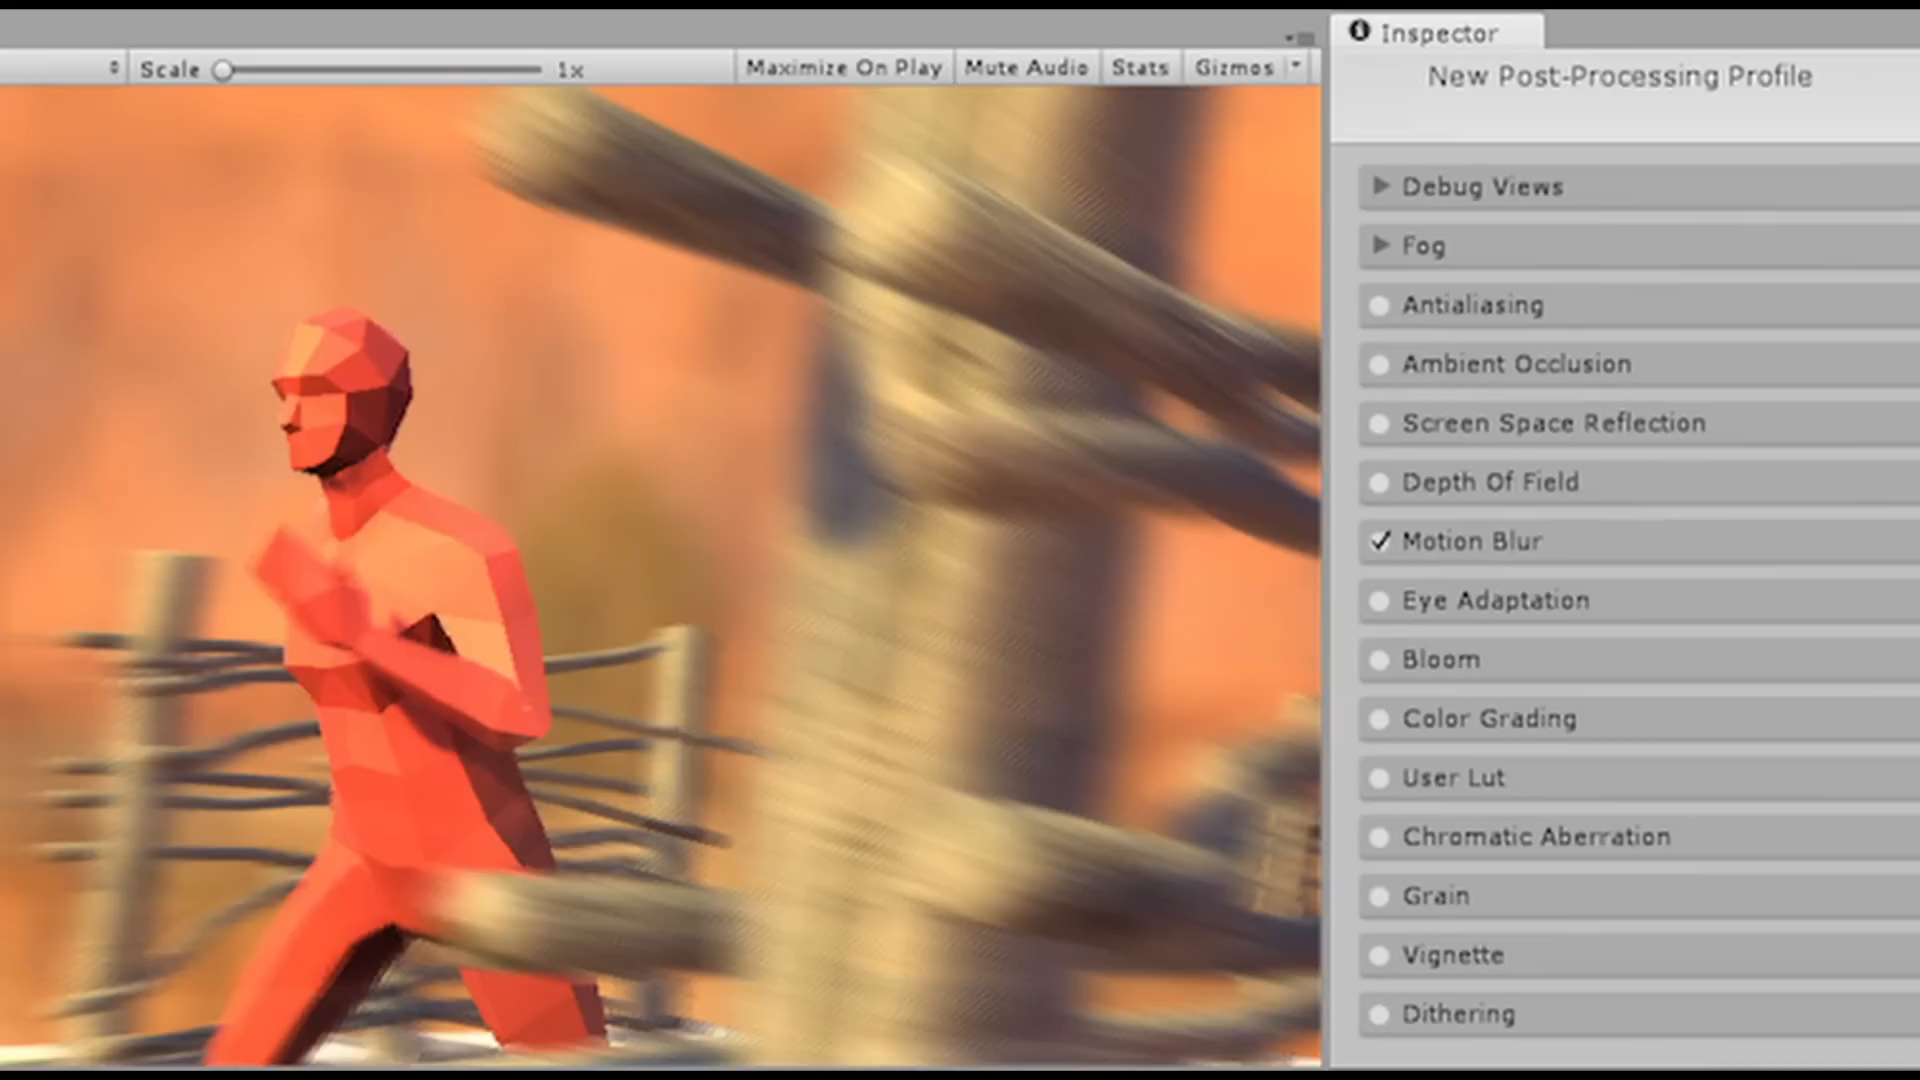 Scale 1x Maximize On Play Mute Audio Stats Gizmos
Inspector
New Post-Processing Profile
Debug Views
Fog
Antialiasing
Ambient Occlusion
Screen Space Reflection
Depth Of Field
Motion Blur
Eye Adaptation
Bloom
Color Grading
User Lut
Chromatic Aberration
Grain
Vignette
Dithering